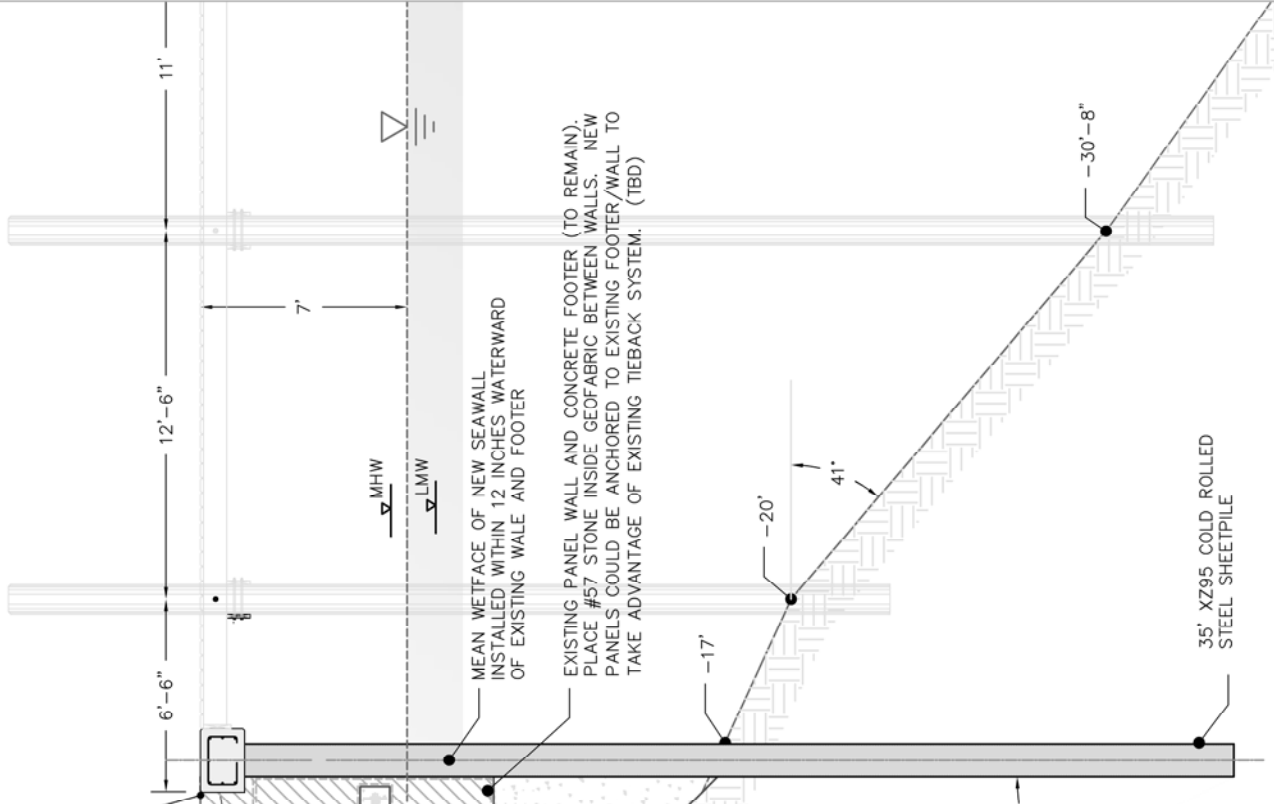 11'
12'-6"
6'-6"
7'
MHW
LMW
MEAN WETFACE OF NEW SEAWALL
INSTALLED WITHIN 12 INCHES WATERWARD
OF EXISTING WALE AND FOOTER
EXISTING PANEL WALL AND CONCRETE FOOTER (TO REMAIN).
PLACE #57 STONE INSIDE GEOFABRIC BETWEEN WALLS. NEW
PANELS COULD BE ANCHORED TO EXISTING FOOTER/WALL TO
TAKE ADVANTAGE OF EXISTING TIEBACK SYSTEM. (TBD)
-17'
-20'
41°
-30'-8"
35' XZ95 COLD ROLLED
STEEL SHEETPILE